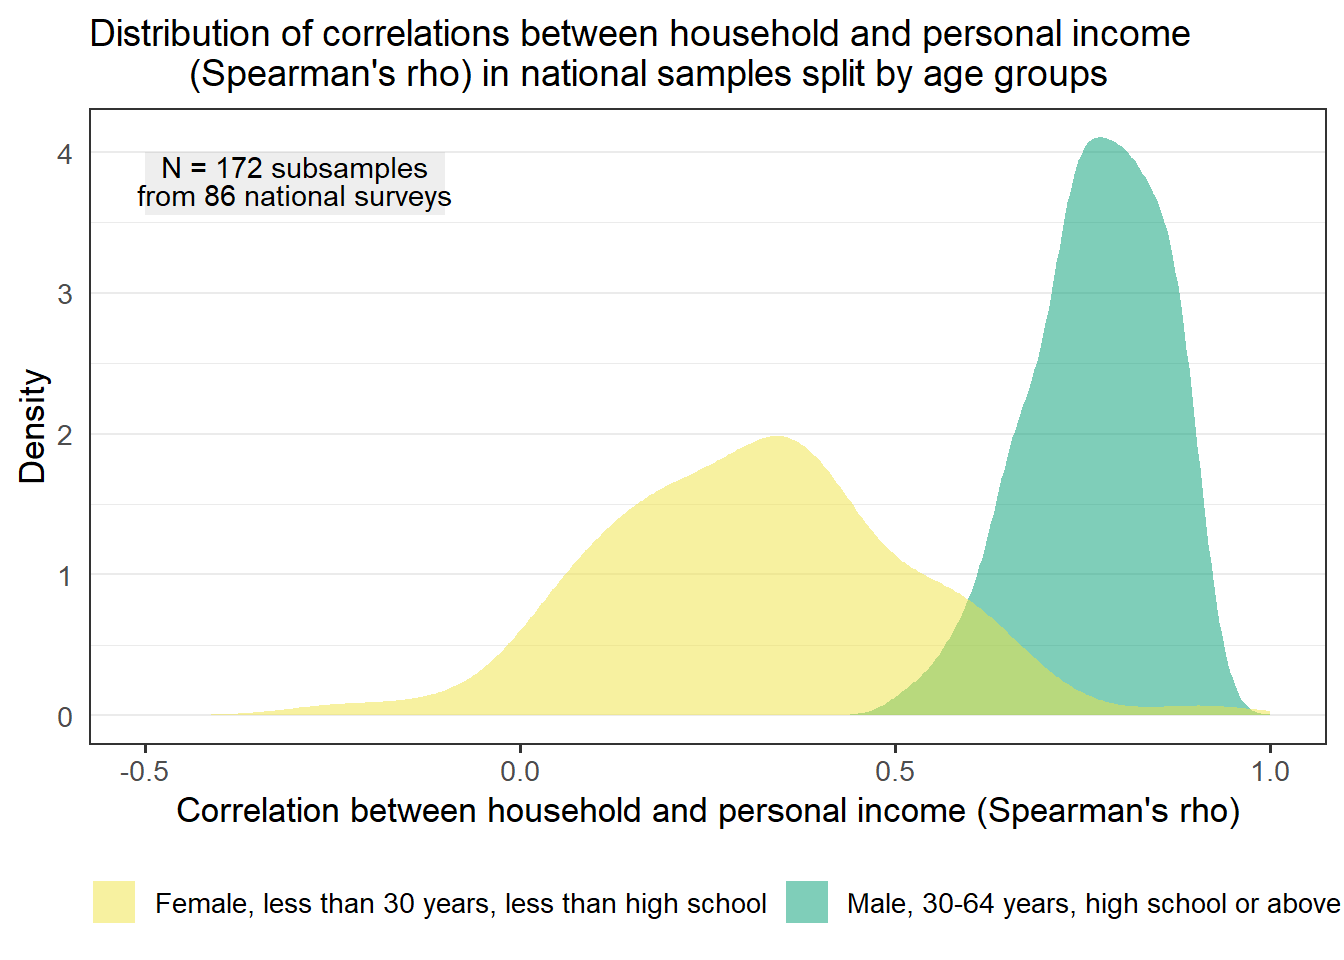 Distribution of correlations between household and personal income
(Spearman's rho) in national samples split by age groups
N = 172 subsamples
from 86 national surveys
Density
4
3
2
1
0
-0.5
0.0
0.5
1.0
Correlation between household and personal income (Spearman's rho)
Female, less than 30 years, less than high school
Male, 30-64 years, high school or above